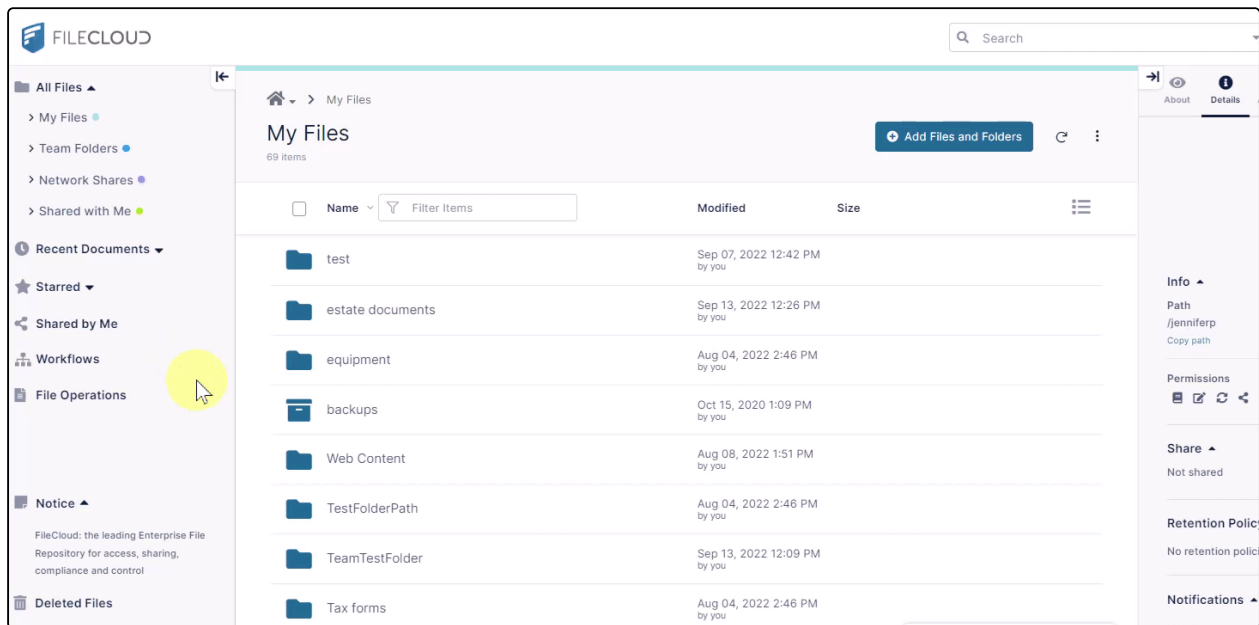 FILECLOUD
Search
All Files
My Files
Team Folders
Network Shares
Shared with Me
Recent Documents
Starred
Shared by Me
Workflows
File Operations
Notice
FileCloud: the leading Enterprise File
Repository for access, sharing,
compliance and control
Deleted Files
My Files
My Files
69 items
Add Files and Folders
Name
Filter Items
Modified
Size
test
Sep 07, 2022 12:42 PM
by you
estate documents
Sep 13, 2022 12:26 PM
by you
equipment
Aug 04, 2022 2:46 PM
by you
backups
Oct 15, 2020 1:09 PM
by you
Web Content
Aug 08, 2022 1:51 PM
by you
TestFolderPath
Aug 04, 2022 2:46 PM
by you
TeamTestFolder
Sep 13, 2022 12:09 PM
by you
Tax forms
Aug 04, 2022 2:46 PM
by you
About
Details
Info
Path
/jenniferp
Copy path
Permissions
Share
Not shared
Retention Policy
No retention polici
Notifications